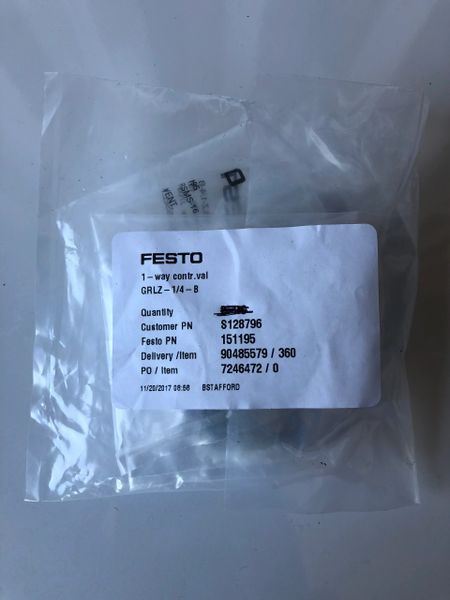 FESTO
1-way contr.val
GRLZ-1/4-B
Quantity
Customer PN S128796
Festo PN 151195
Delivery /Item 90485579 / 360
PO / Item 7246472 / 0
11/20/2017 08:56 BSTAFFORD